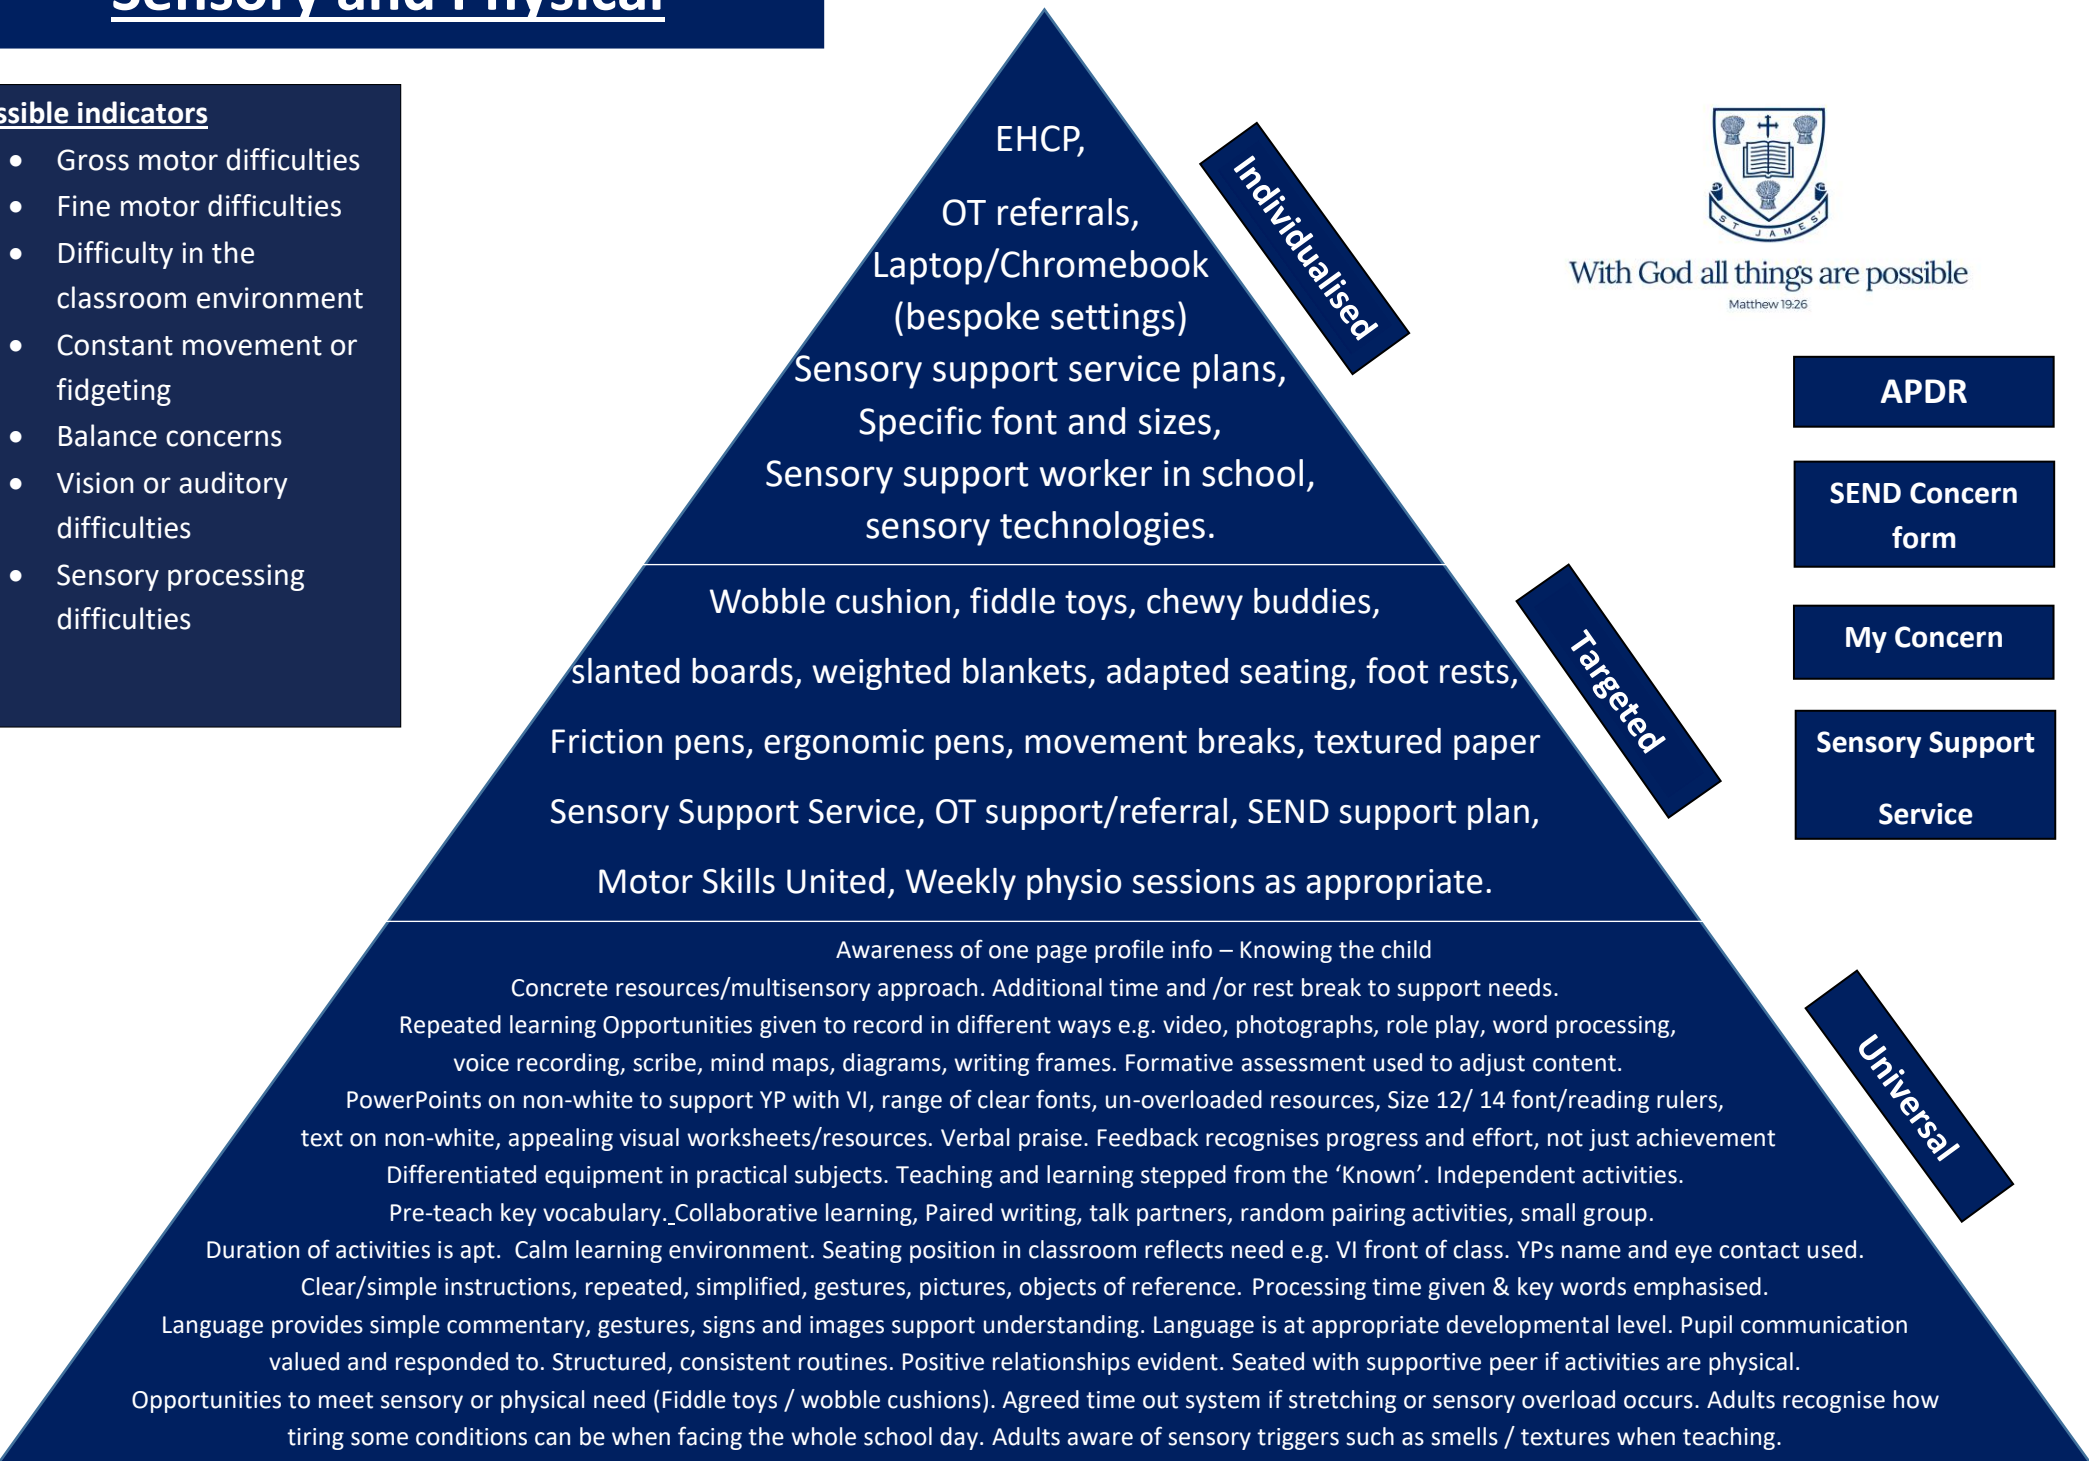 Sensory and Physical
ssible indicators
• Gross motor difficulties
• Fine motor difficulties
• Difficulty in the
classroom environment
• Constant movement or
fidgeting
• Balance concerns
• Vision or auditory
difficulties
• Sensory processing
difficulties
EHCP,
OT referrals,
Laptop/Chromebook
(bespoke settings)
Sensory support service plans,
Specific font and sizes,
Sensory support worker in school,
sensory technologies.
Individualised
Wobble cushion, fiddle toys, chewy buddies,
slanted boards, weighted blankets, adapted seating, foot rests,
Friction pens, ergonomic pens, movement breaks, textured paper
Sensory Support Service, OT support/referral, SEND support plan,
Motor Skills United, Weekly physio sessions as appropriate.
Targeted
Awareness of one page profile info – Knowing the child
Concrete resources/multisensory approach. Additional time and /or rest break to support needs.
Repeated learning Opportunities given to record in different ways e.g. video, photographs, role play, word processing,
voice recording, scribe, mind maps, diagrams, writing frames. Formative assessment used to adjust content.
PowerPoints on non-white to support YP with VI, range of clear fonts, un-overloaded resources, Size 12/ 14 font/reading rulers,
text on non-white, appealing visual worksheets/resources. Verbal praise. Feedback recognises progress and effort, not just achievement
Differentiated equipment in practical subjects. Teaching and learning stepped from the ‘Known’. Independent activities.
Pre-teach key vocabulary. Collaborative learning, Paired writing, talk partners, random pairing activities, small group.
Duration of activities is apt. Calm learning environment. Seating position in classroom reflects need e.g. VI front of class. YPs name and eye contact used.
Clear/simple instructions, repeated, simplified, gestures, pictures, objects of reference. Processing time given & key words emphasised.
Language provides simple commentary, gestures, signs and images support understanding. Language is at appropriate developmental level. Pupil communication
valued and responded to. Structured, consistent routines. Positive relationships evident. Seated with supportive peer if activities are physical.
Opportunities to meet sensory or physical need (Fiddle toys / wobble cushions). Agreed time out system if stretching or sensory overload occurs. Adults recognise how
tiring some conditions can be when facing the whole school day. Adults aware of sensory triggers such as smells / textures when teaching.
Universal
ST JAMES'
With God all things are possible
Matthew 19:26
APDR
SEND Concern
form
My Concern
Sensory Support
Service